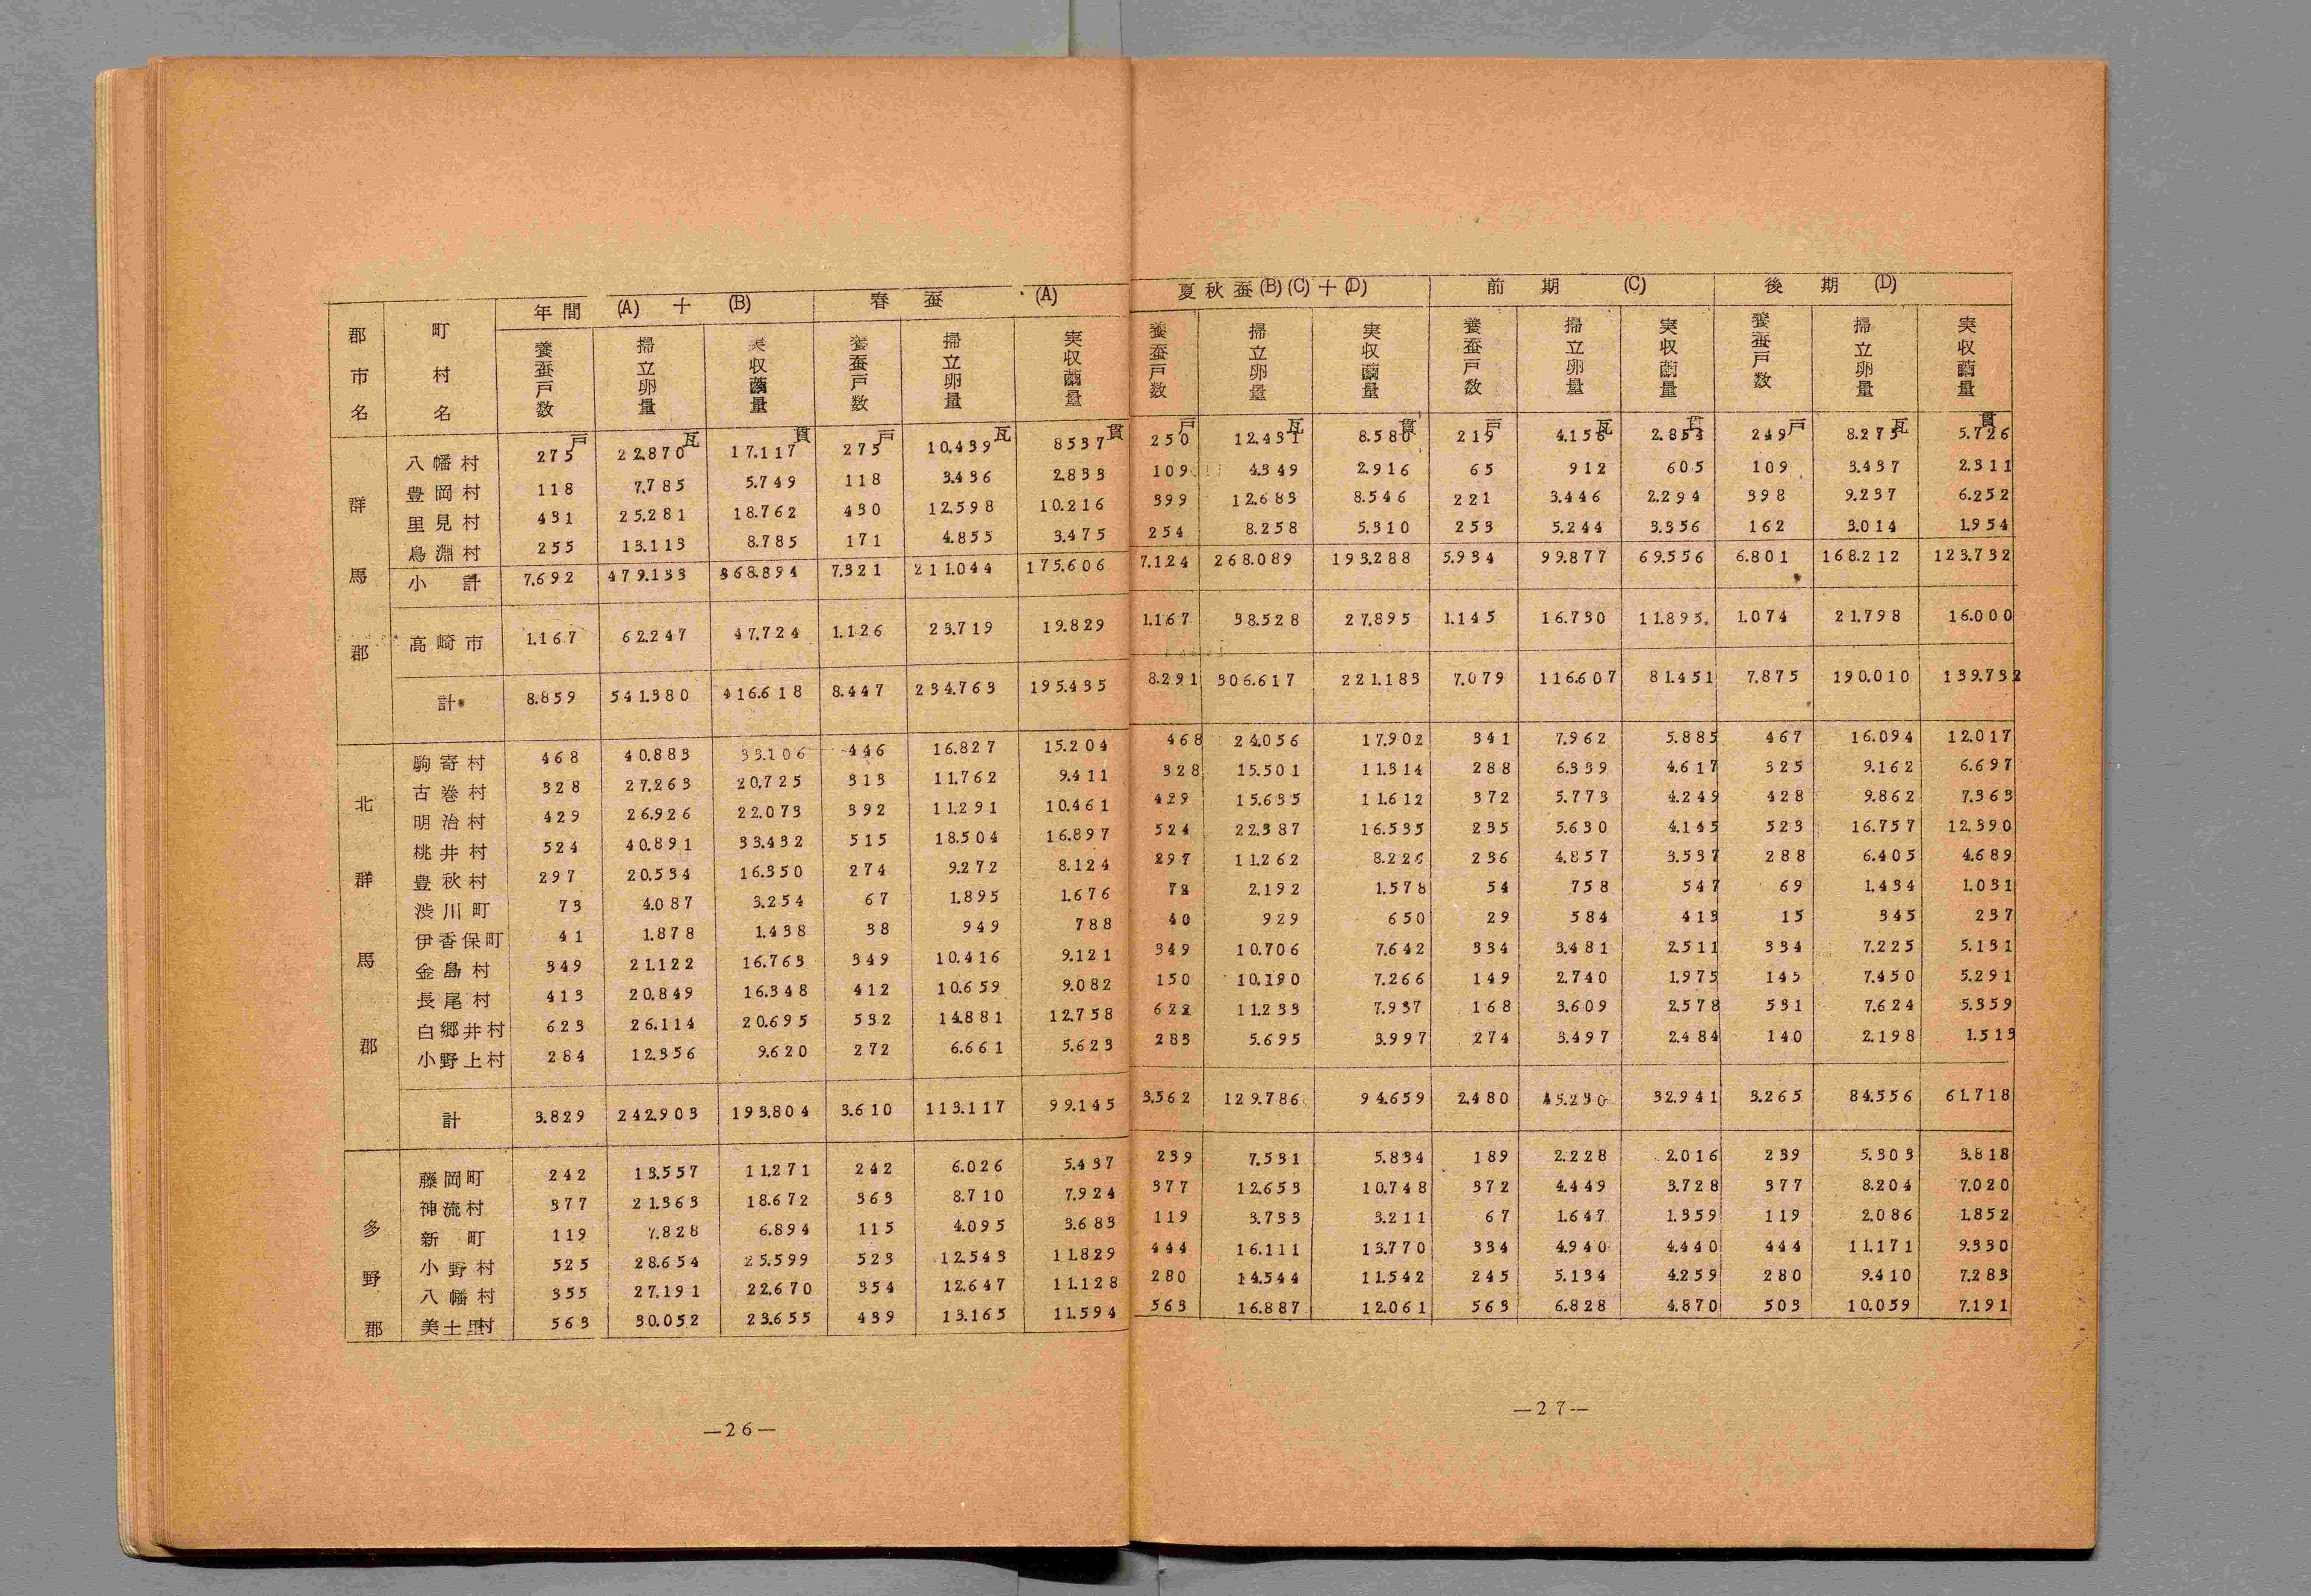 郡市名 町村名 年間 (A) 十 (B) 春蚕 (A) 夏秋蚕(B)(C)十(D) 前期 (C) 後期 (D)
養蚕戸数 掃立卵量 実収繭量 養蚕戸数 掃立卵量 実収繭量 養蚕戸数 掃立卵量 実収繭量 養蚕戸数 掃立卵量 実収繭量 養蚕戸数 掃立卵量 実収繭量
戸 瓦 貫 戸 瓦 貫 戸 瓦 貫 戸 瓦 貫 戸 瓦 貫
群馬郡
八幡村 275 22.870 17.117 275 10.439 8537 250 12.431 8.580 219 4.156 2.854 249 8.275 5.726
豊岡村 118 7.785 5.749 118 3.436 2.833 109 4.349 2.916 65 912 605 109 3.437 2.311
里見村 431 25.281 18.762 430 12.598 10.216 399 12.683 8.546 221 3.446 2.294 398 9.237 6.252
鳥淵村 255 13.113 8.785 171 4.855 3.475 254 8.258 5.310 253 5.244 3.356 162 3.014 1.954
小計 7.692 479.133 368.894 7.321 211.044 175.606 7.124 268.089 193.288 5.934 99.877 69.556 6.801 168.212 123.732
高崎市 1.167 62.247 47.724 1.126 23.719 19.829 1.167 38.528 27.895 1.145 16.730 11.895 1.074 21.798 16.000
計 8.859 541.380 416.618 8.447 234.763 195.435 8.291 306.617 221.183 7.079 116.607 81.451 7.875 190.010 139.732
北群馬郡
駒寄村 468 40.883 33.106 446 16.827 15.204 468 24.056 17.902 341 7.962 5.885 467 16.094 12.017
古巻村 328 27.263 20.725 313 11.762 9.411 328 15.501 11.314 288 6.339 4.617 325 9.162 6.697
明治村 429 26.926 22.073 392 11.291 10.461 429 15.635 11.612 372 5.773 4.249 428 9.862 7.363
桃井村 524 40.891 33.432 515 18.504 16.897 524 22.387 16.535 235 5.630 4.145 523 16.757 12.390
豊秋村 297 20.534 16.350 274 9.272 8.124 297 11.262 8.226 236 4.857 3.537 288 6.405 4.689
渋川町 73 4.087 3.254 67 1.895 1.676 72 2.192 1.578 54 758 547 69 1.434 1.031
伊香保町 41 1.878 1.438 38 949 788 40 929 650 29 584 413 15 345 237
金島村 349 21.122 16.763 349 10.416 9.121 349 10.706 7.642 334 3.481 2.511 334 7.225 5.131
長尾村 413 20.849 16.348 412 10.659 9.082 150 10.190 7.266 149 2.740 1.975 145 7.450 5.291
白郷井村 623 26.114 20.695 532 14.881 12.758 622 11.233 7.937 168 3.609 2.578 531 7.624 5.359
小野上村 284 12.356 9.620 272 6.661 5.623 283 5.695 3.997 274 3.497 2.484 140 2.198 1.513
計 3.829 242.903 193.804 3.610 113.117 99.145 3.562 129.786 94.659 2.480 45.230 32.941 3.265 84.556 61.718
多野郡
藤岡町 242 13.557 11.271 242 6.026 5.437 239 7.531 5.834 189 2.228 2.016 239 5.303 3.818
神流村 377 21.363 18.672 363 8.710 7.924 377 12.653 10.748 372 4.449 3.728 377 8.204 7.020
新町 119 7.828 6.894 115 4.095 3.683 119 3.733 3.211 67 1.647 1.359 119 2.086 1.852
小野村 525 28.654 25.599 523 12.543 11.829 444 16.111 13.770 334 4.940 4.440 444 11.171 9.330
八幡村 355 27.191 22.670 354 12.647 11.128 280 14.544 11.542 245 5.134 4.259 280 9.410 7.283
美土里村 563 30.052 23.655 439 13.165 11.594 563 16.887 12.061 563 6.828 4.870 503 10.059 7.191
—26—
—27—